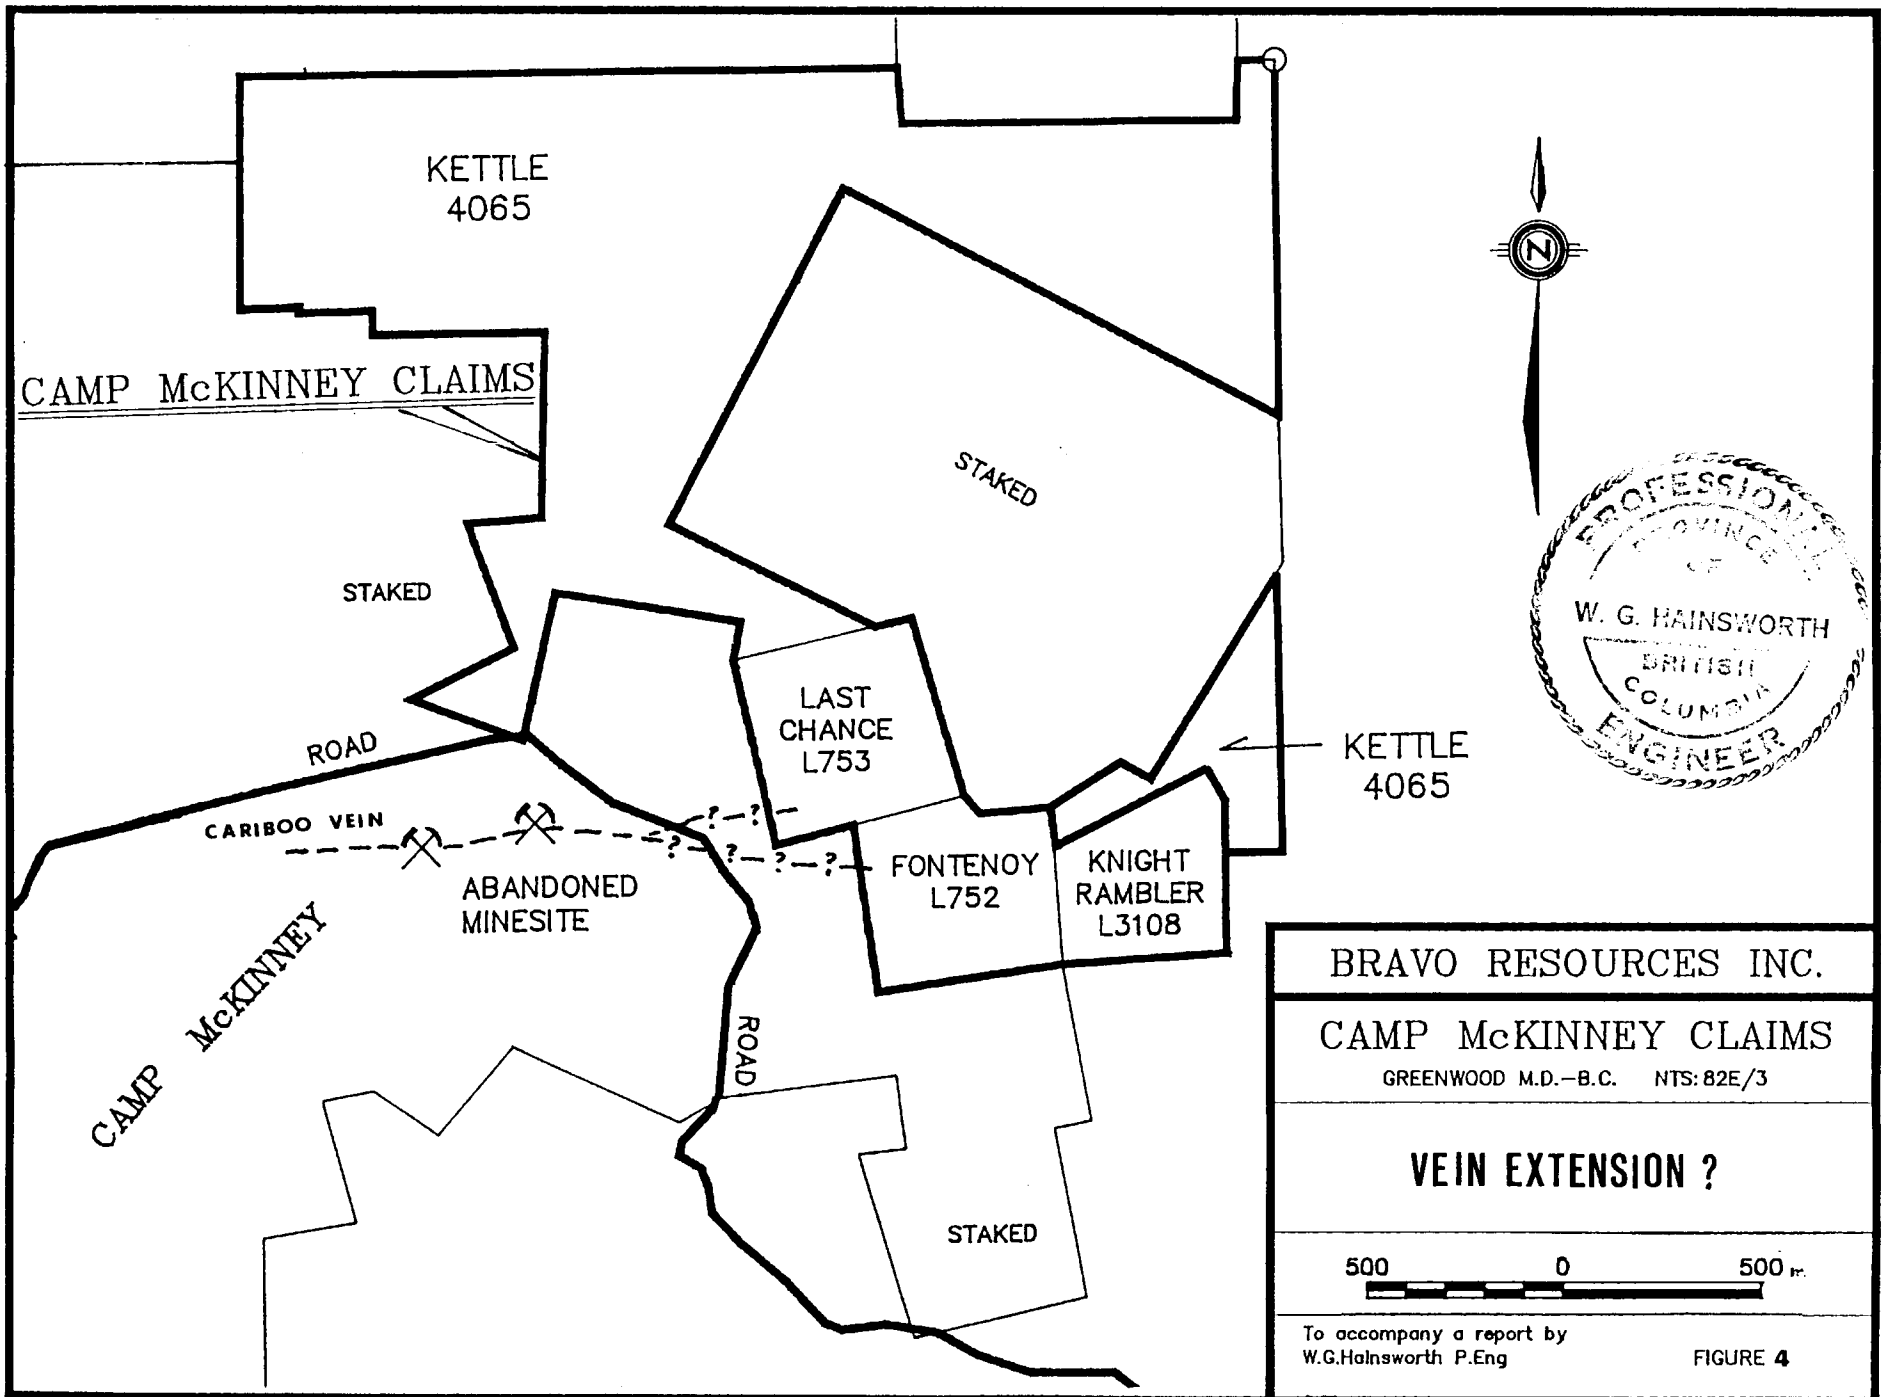 KETTLE
4065
N
CAMP McKINNEY CLAIMS
STAKED
STAKED
PROFESSIONAL
PROVINCE
OF
W. G. HAINSWORTH
BRITISH
COLUMBIA
ENGINEER
LAST
CHANCE
L753
ROAD
KETTLE
4065
CARIBOO VEIN
? ?
? ? ? ?
ABANDONED
MINESITE
FONTENOY
L752
KNIGHT
RAMBLER
L3108
CAMP McKINNEY
ROAD
STAKED
BRAVO RESOURCES INC.
CAMP McKINNEY CLAIMS
GREENWOOD M.D.-B.C. NTS: 82E/3
VEIN EXTENSION ?
500 0 500 m.
To accompany a report by
W.G.Hainsworth P.Eng
FIGURE 4